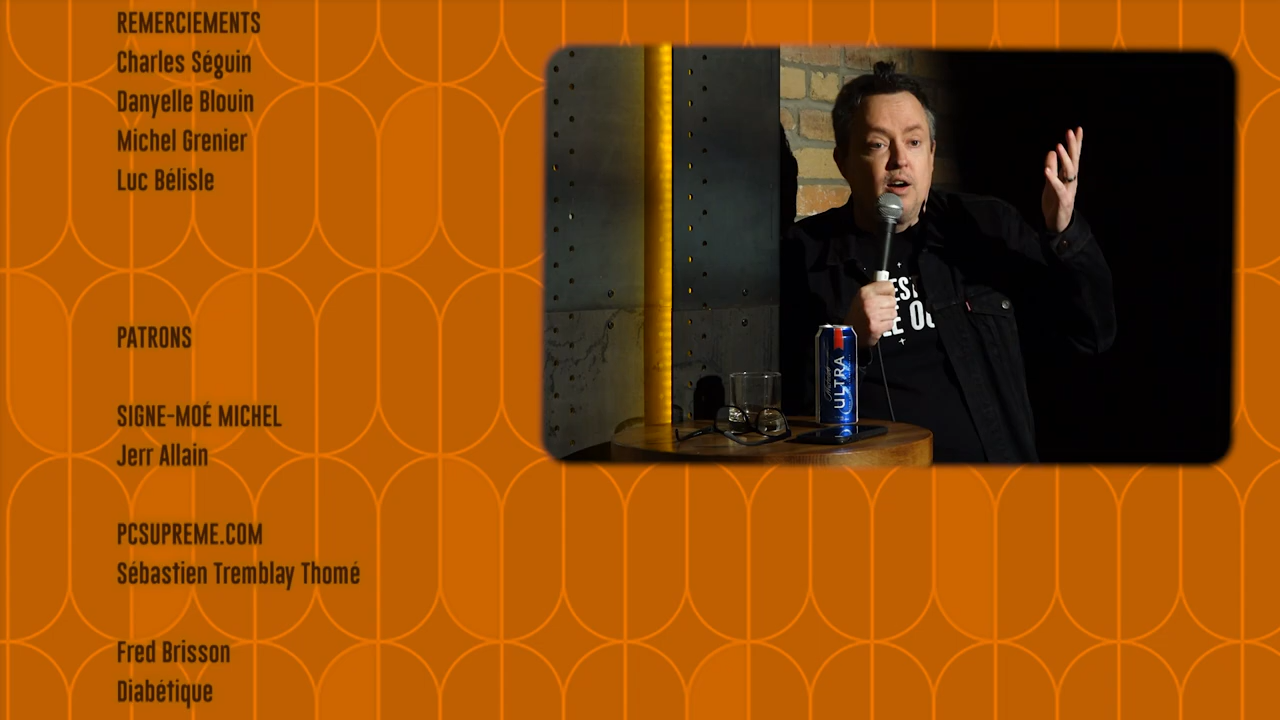 REMERCIEMENTS
Charles Séguin
Danyelle Blouin
Michel Grenier
Luc Bélisle
PATRONS
SIGNE-MOÉ MICHEL
Jerr Allain
PCSUPREME.COM
Sébastien Tremblay Thomé
Fred Brisson
Diabétique
ULTRA